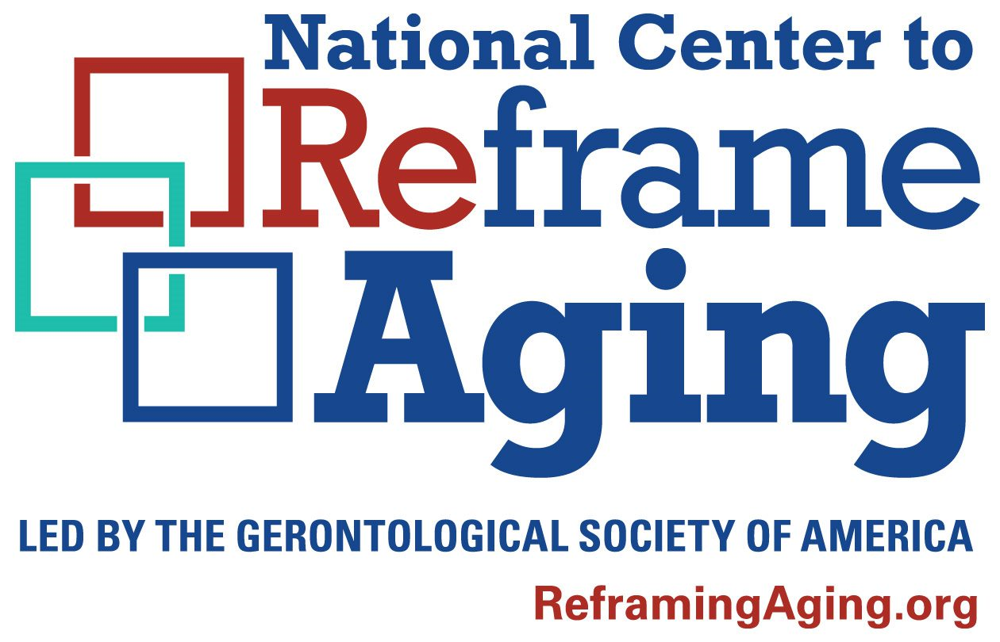 National Center to
Reframe
Aging
LED BY THE GERONTOLOGICAL SOCIETY OF AMERICA
ReframingAging.org